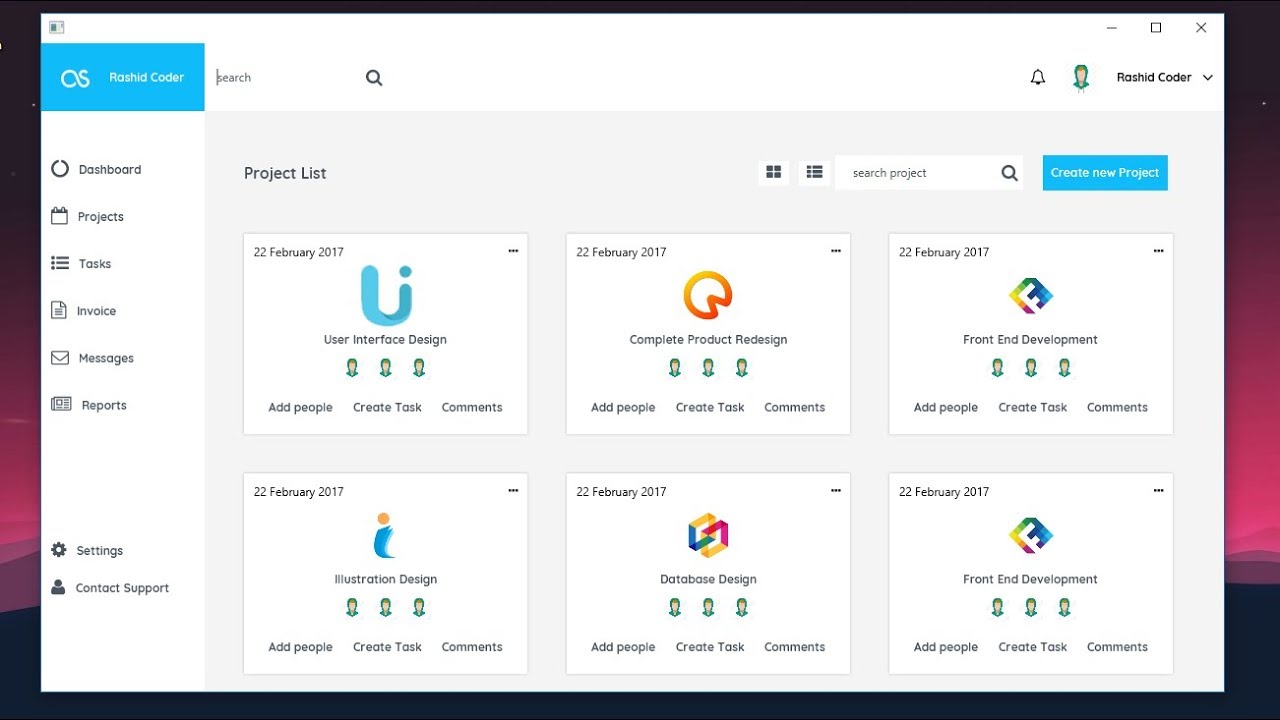 Rashid Coder
search
Rashid Coder
Dashboard
Projects
Tasks
Invoice
Messages
Reports
Settings
Contact Support
Project List
search project
Create new Project
22 February 2017
User Interface Design
Add people Create Task Comments
22 February 2017
Complete Product Redesign
Add people Create Task Comments
22 February 2017
Front End Development
Add people Create Task Comments
22 February 2017
Illustration Design
Add people Create Task Comments
22 February 2017
Database Design
Add people Create Task Comments
22 February 2017
Front End Development
Add people Create Task Comments